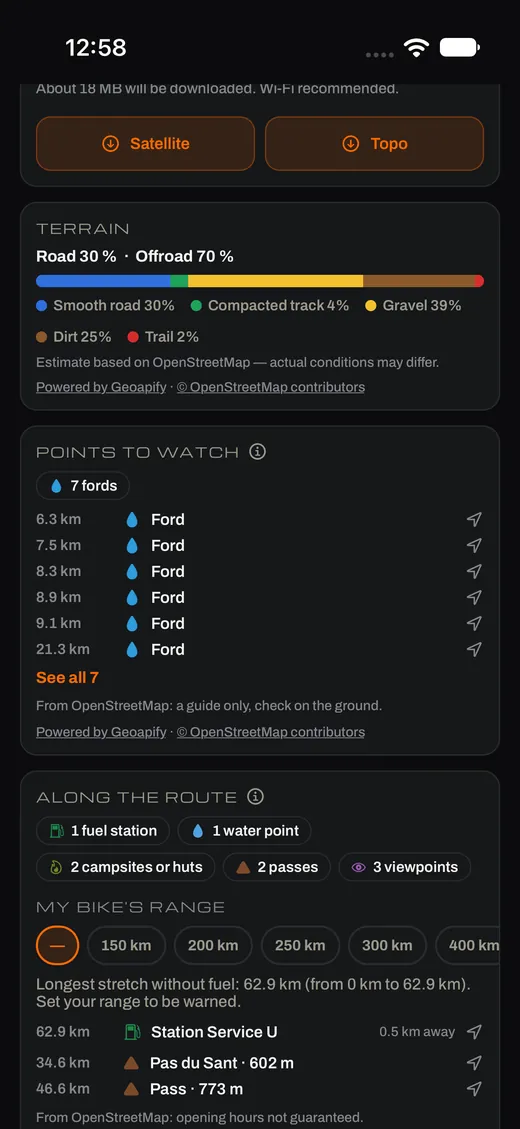 12:58
About 18 MB will be downloaded. Wi-Fi recommended.
Satellite
Topo
TERRAIN
Road 30 % · Offroad 70 %
Smooth road 30% Compacted track 4% Gravel 39%
Dirt 25% Trail 2%
Estimate based on OpenStreetMap — actual conditions may differ.
Powered by Geoapify · © OpenStreetMap contributors
POINTS TO WATCH
7 fords
6.3 km Ford
7.5 km Ford
8.3 km Ford
8.9 km Ford
9.1 km Ford
21.3 km Ford
See all 7
From OpenStreetMap: a guide only, check on the ground.
Powered by Geoapify · © OpenStreetMap contributors
ALONG THE ROUTE
1 fuel station 1 water point
2 campsites or huts 2 passes 3 viewpoints
MY BIKE'S RANGE
— 150 km 200 km 250 km 300 km 400 km
Longest stretch without fuel: 62.9 km (from 0 km to 62.9 km).
Set your range to be warned.
62.9 km Station Service U 0.5 km away
34.6 km Pas du Sant · 602 m
46.6 km Pass · 773 m
From OpenStreetMap: opening hours not guaranteed.